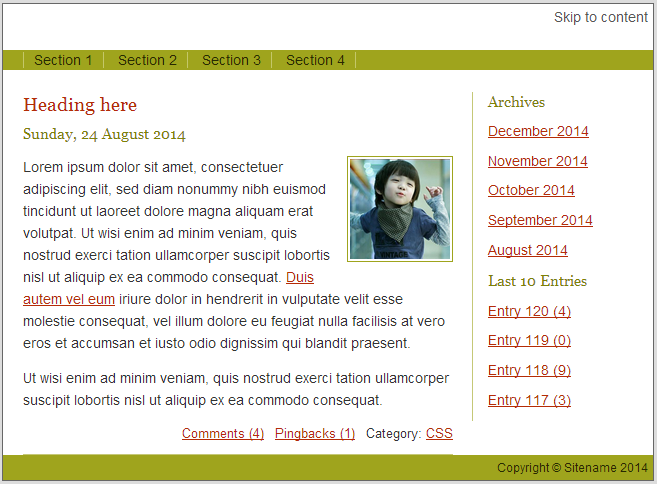 Skip to content
Section 1 Section 2 Section 3 Section 4
Heading here
Sunday, 24 August 2014
Lorem ipsum dolor sit amet, consectetuer
adipiscing elit, sed diam nonummy nibh euismod
tincidunt ut laoreet dolore magna aliquam erat
volutpat. Ut wisi enim ad minim veniam, quis
nostrud exerci tation ullamcorper suscipit lobortis
nisl ut aliquip ex ea commodo consequat. Duis
autem vel eum iriure dolor in hendrerit in vulputate velit esse
molestie consequat, vel illum dolore eu feugiat nulla facilisis at vero
eros et accumsan et iusto odio dignissim qui blandit praesent.
Ut wisi enim ad minim veniam, quis nostrud exerci tation ullamcorper
suscipit lobortis nisl ut aliquip ex ea commodo consequat.
Comments (4) Pingbacks (1) Category: CSS
Archives
December 2014
November 2014
October 2014
September 2014
August 2014
Last 10 Entries
Entry 120 (4)
Entry 119 (0)
Entry 118 (9)
Entry 117 (3)
Copyright © Sitename 2014